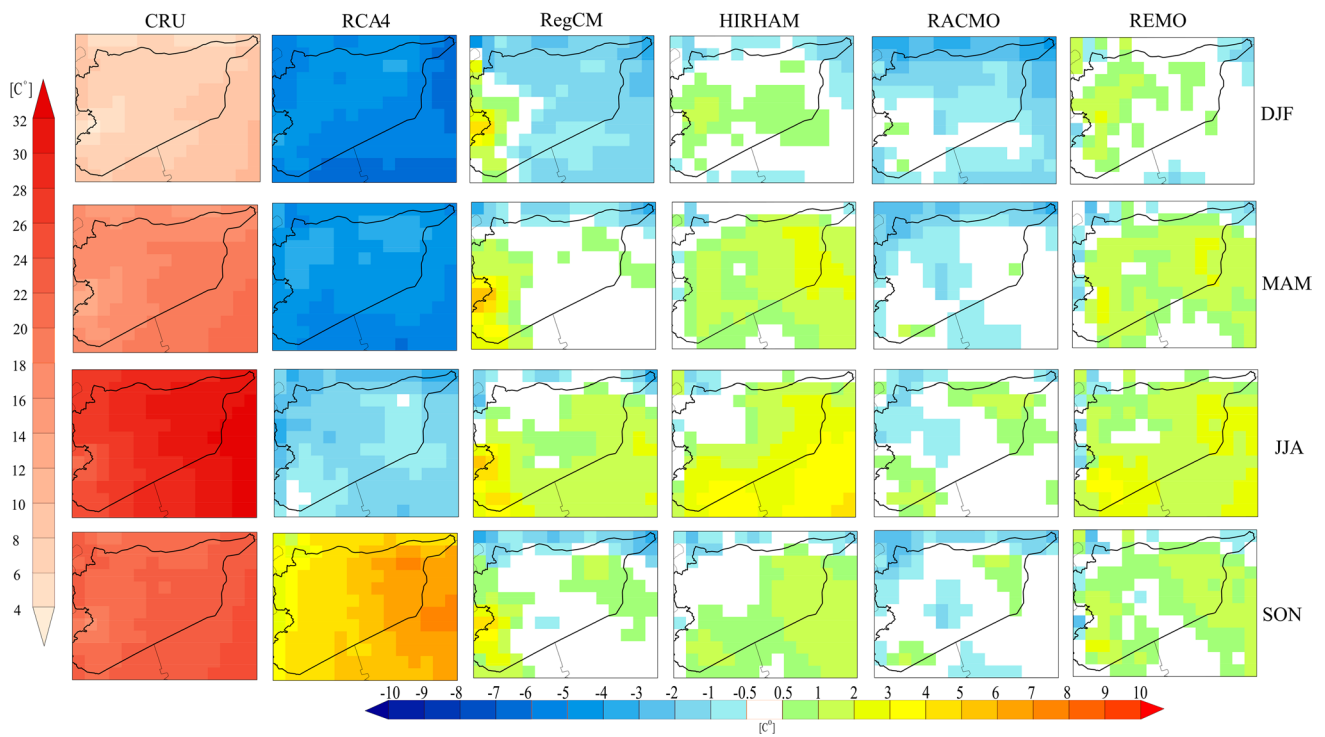 CRU RCA4 RegCM HIRHAM RACMO REMO
[C°]
32
30
28
26
24
22
20
18
16
14
12
10
8
6
4
DJF
MAM
JJA
SON
-10 -9 -8 -7 -6 -5 -4 -3 -2 -1 -0.5 0.5 1 2 3 4 5 6 7 8 9 10
[C°]